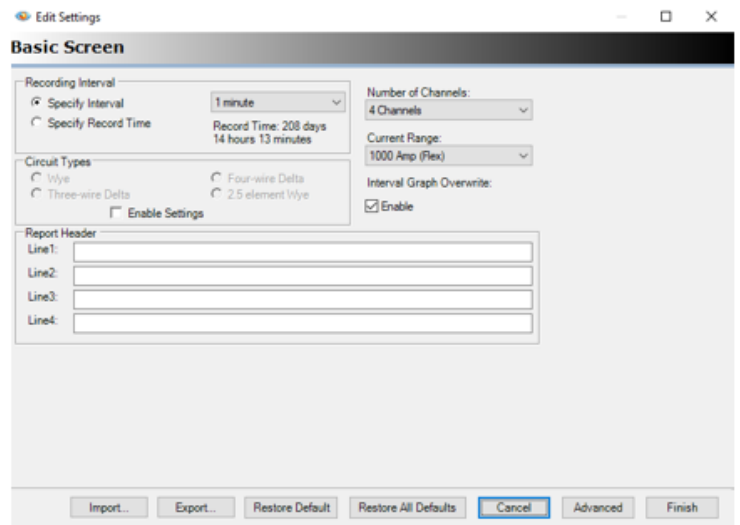 Edit Settings
Basic Screen
Recording Interval
Specify Interval
1 minute
Specify Record Time
Record Time: 208 days
14 hours 13 minutes
Number of Channels:
4 Channels
Current Range:
1000 Amp (Flex)
Circuit Types
Wye
Four-wire Delta
Three-wire Delta
2.5 element Wye
Enable Settings
Interval Graph Overwrite:
Enable
Report Header
Line1:
Line2:
Line3:
Line4:
Import...
Export...
Restore Default
Restore All Defaults
Cancel
Advanced
Finish